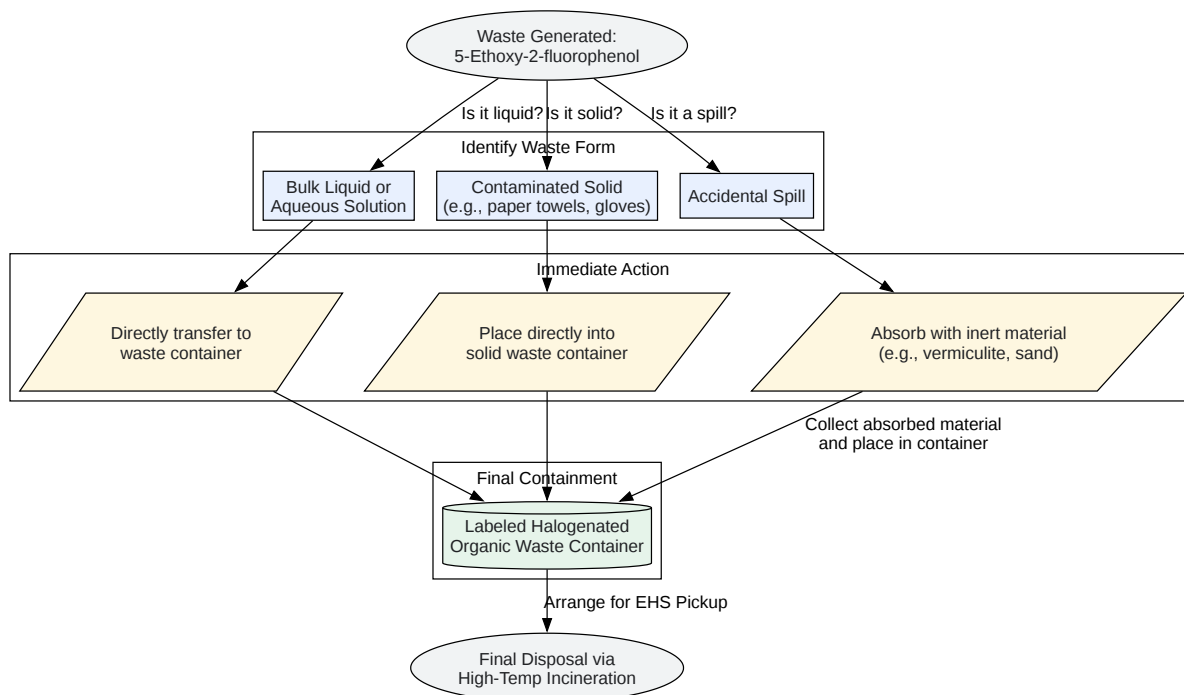 Waste Generated:
5-Ethoxy-2-fluorophenol
Is it liquid?
Is it solid?
Is it a spill?
Identify Waste Form
Bulk Liquid or
Aqueous Solution
Contaminated Solid
(e.g., paper towels, gloves)
Accidental Spill
Immediate Action
Directly transfer to
waste container
Place directly into
solid waste container
Absorb with inert material
(e.g., vermiculite, sand)
Collect absorbed material
and place in container
Final Containment
Labeled Halogenated
Organic Waste Container
Arrange for EHS Pickup
Final Disposal via
High-Temp Incineration